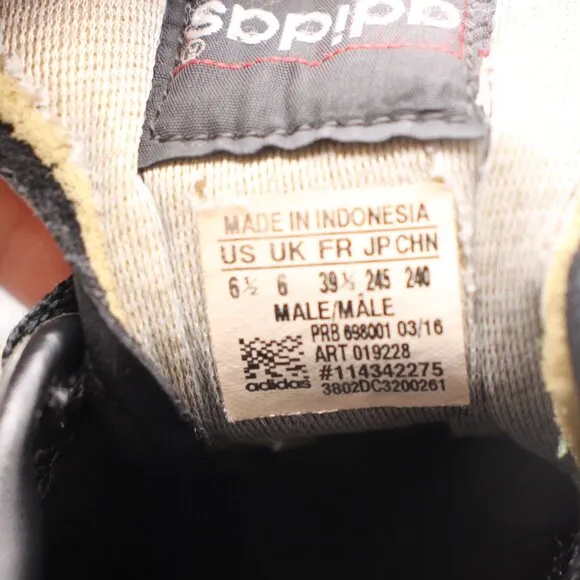 adidas®
MADE IN INDONESIA
US UK FR JP CHN
6½ 6 39⅓ 245 240
MALE/MÂLE
PRB 698001 03/16
ART 019228
#114342275
3802DC3200261
adidas